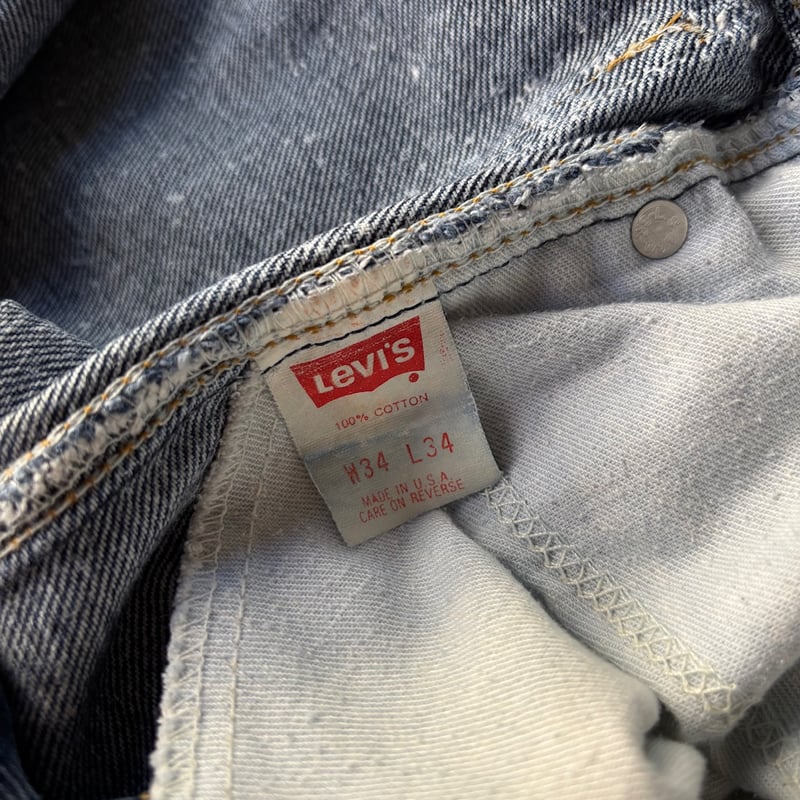 Levi's
100% COTTON
W34 L34
MADE IN U.S.A.
CARE ON REVERSE